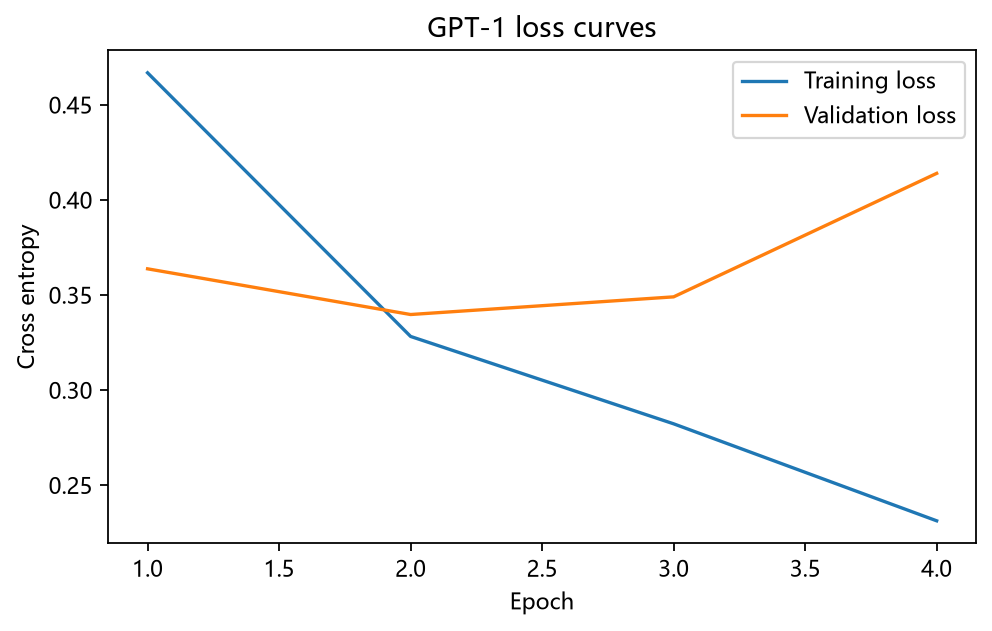 GPT-1 loss curves
Training loss
Validation loss
Cross entropy
0.45
0.40
0.35
0.30
0.25
1.0
1.5
2.0
2.5
3.0
3.5
4.0
Epoch